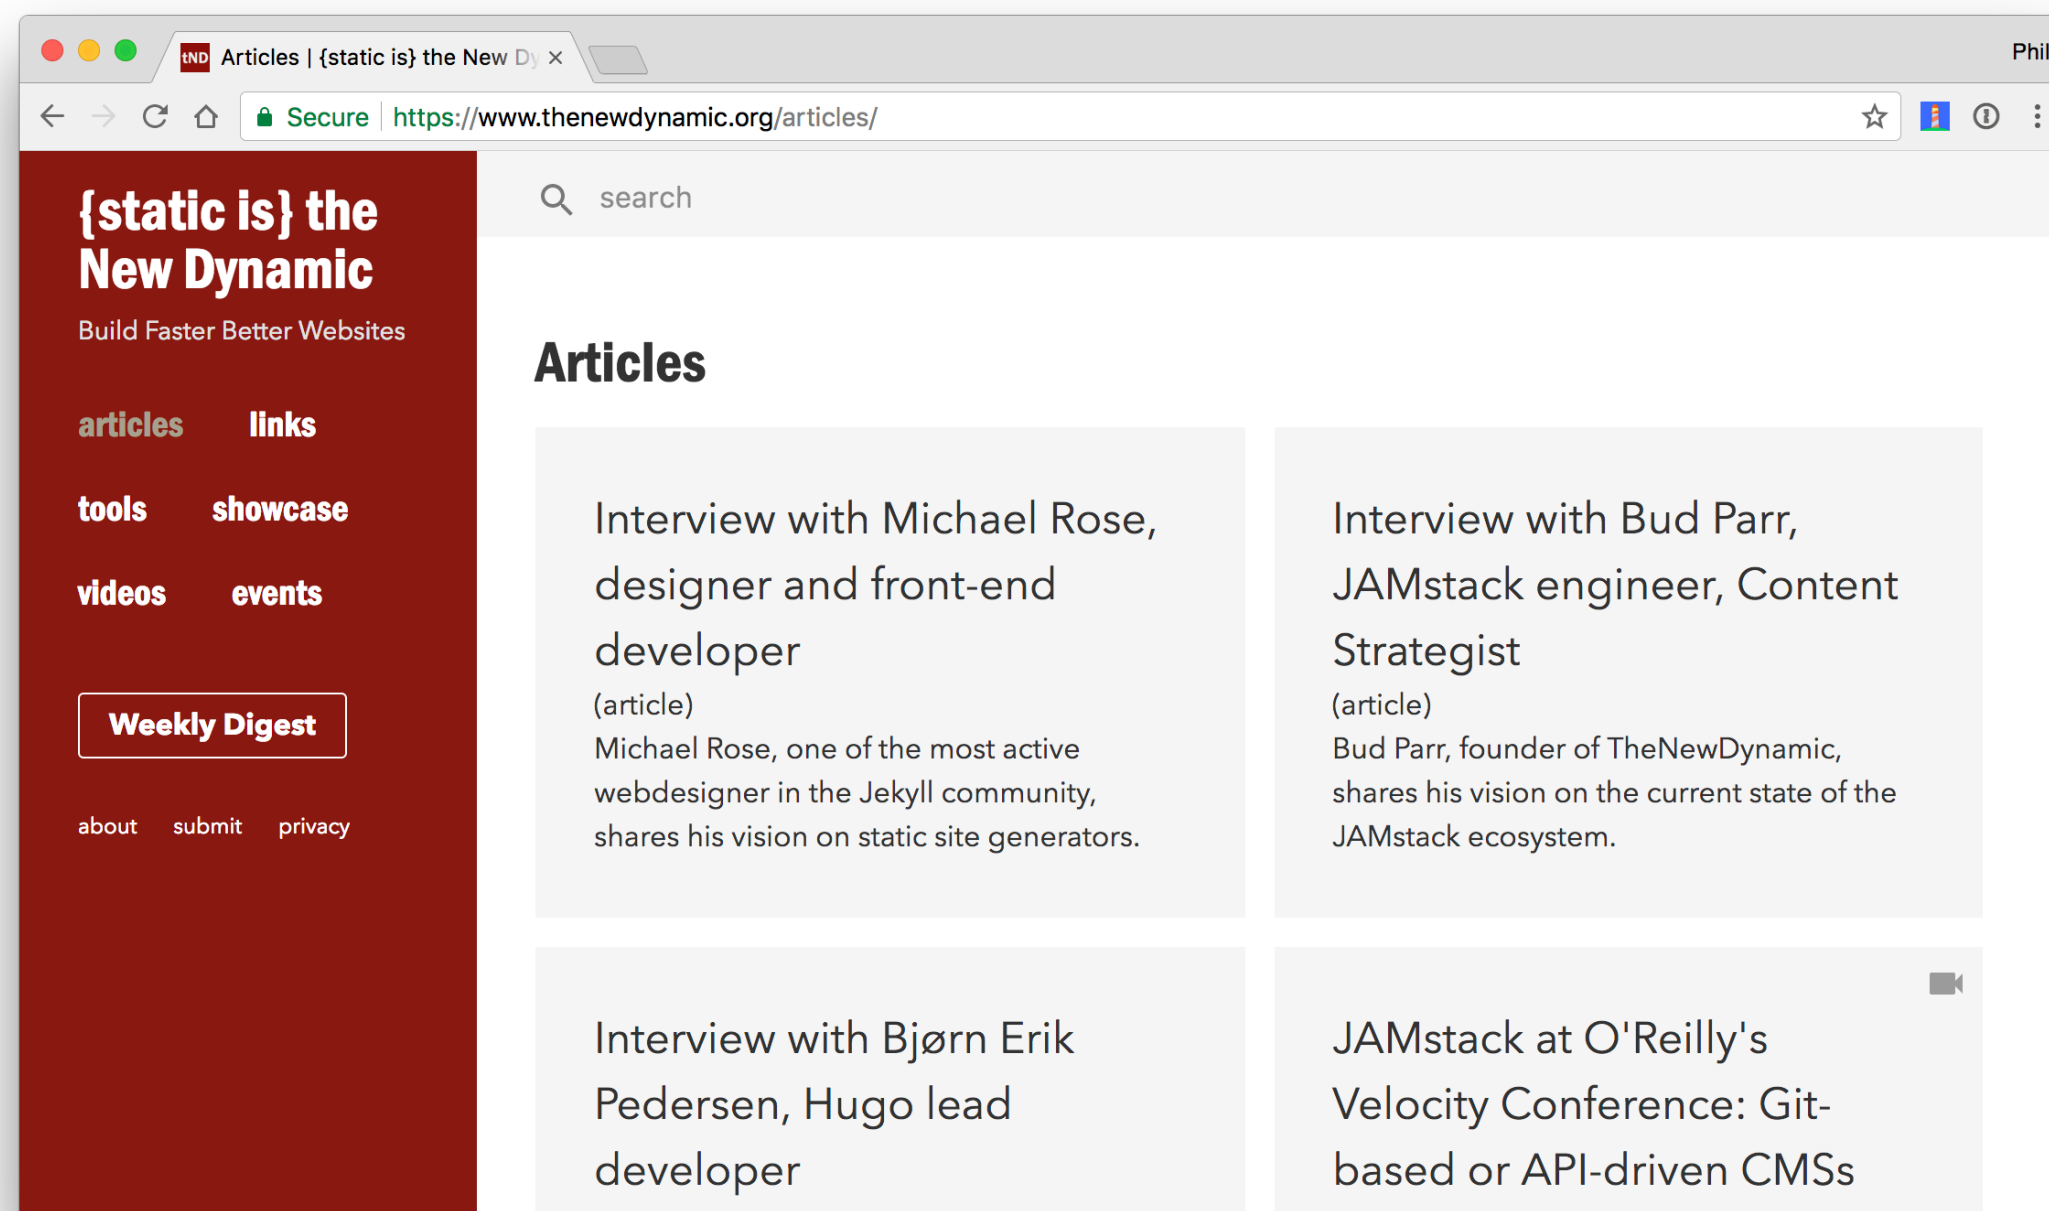 tND Articles | {static is} the New Dy
Phil
Secure https://www.thenewdynamic.org/articles/
{static is} the
New Dynamic
Build Faster Better Websites
articles links
tools showcase
videos events
Weekly Digest
about submit privacy
search
Articles
Interview with Michael Rose,
designer and front-end
developer
(article)
Michael Rose, one of the most active
webdesigner in the Jekyll community,
shares his vision on static site generators.
Interview with Bud Parr,
JAMstack engineer, Content
Strategist
(article)
Bud Parr, founder of TheNewDynamic,
shares his vision on the current state of the
JAMstack ecosystem.
Interview with Bjørn Erik
Pedersen, Hugo lead
developer
JAMstack at O'Reilly's
Velocity Conference: Git-
based or API-driven CMSs